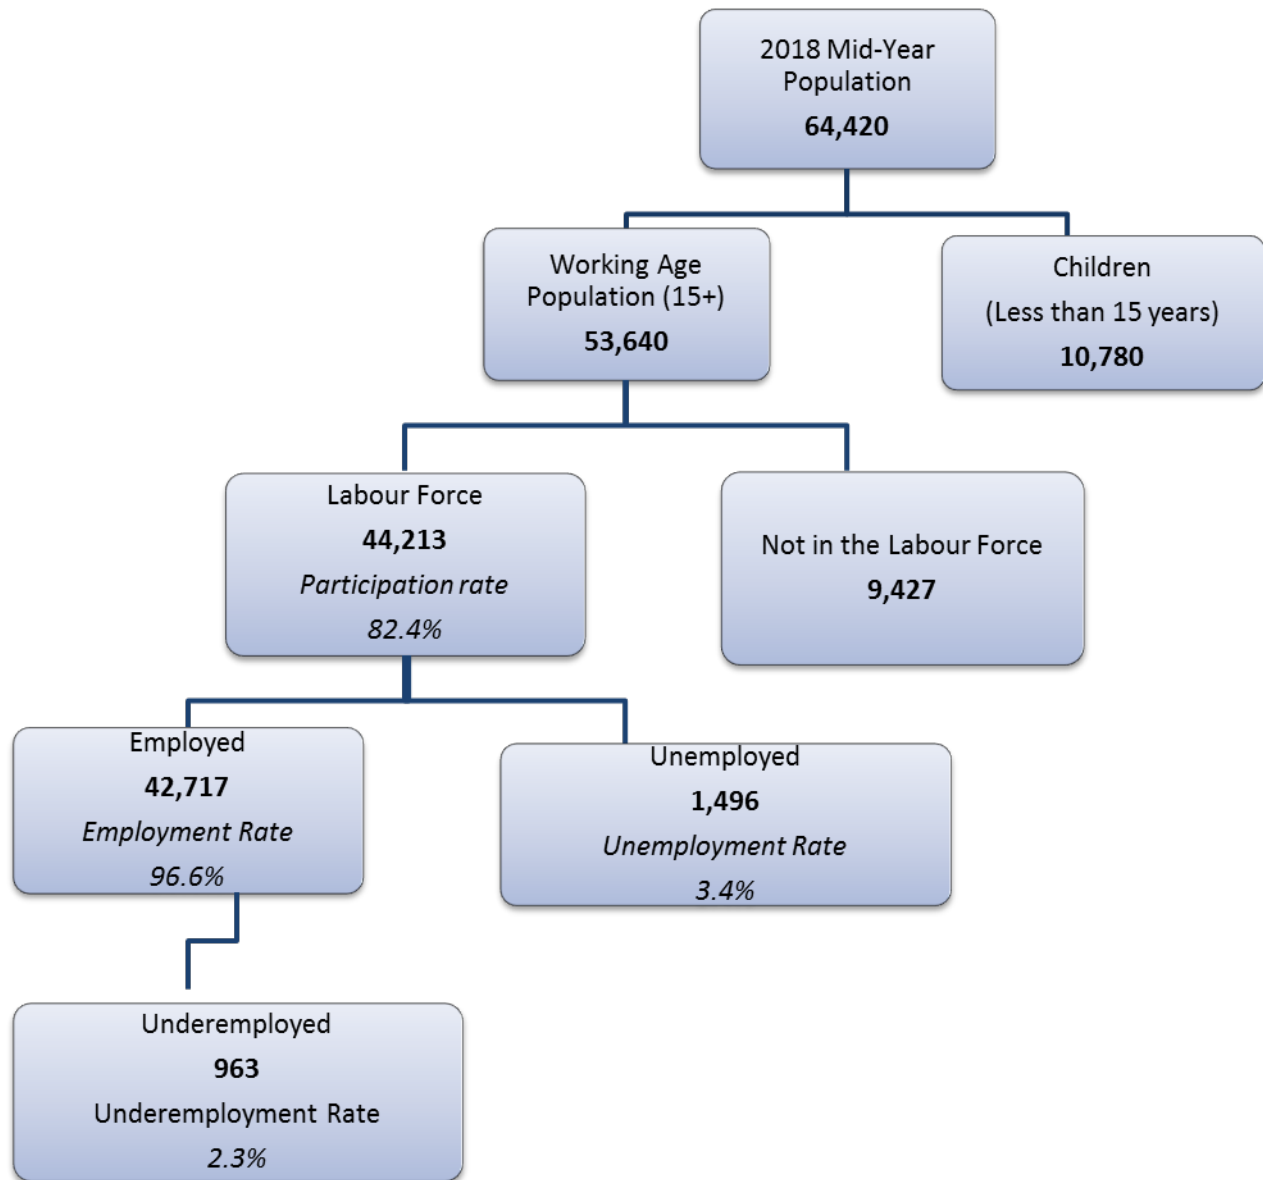 2018 Mid-Year
Population
64,420
Working Age
Population (15+)
53,640
Children
(Less than 15 years)
10,780
Labour Force
44,213
Participation rate
82.4%
Not in the Labour Force
9,427
Employed
42,717
Employment Rate
96.6%
Unemployed
1,496
Unemployment Rate
3.4%
Underemployed
963
Underemployment Rate
2.3%